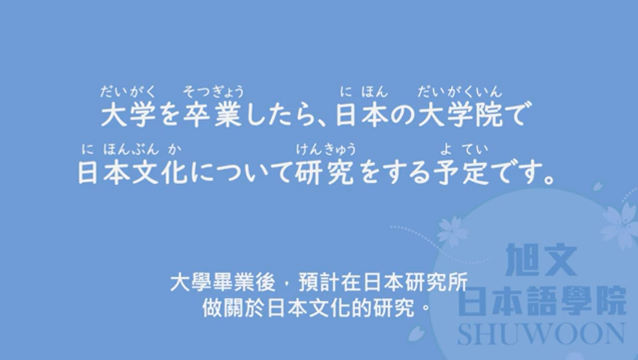 だいがく そつぎょう に ほん だいがくいん
大学を卒業したら、日本の大学院で
に ほんぶん か けんきゅう よ てい
日本文化について研究をする予定です。
大學畢業後，預計在日本研究所
做關於日本文化的研究。
旭文
日本語學院
SHUWOON